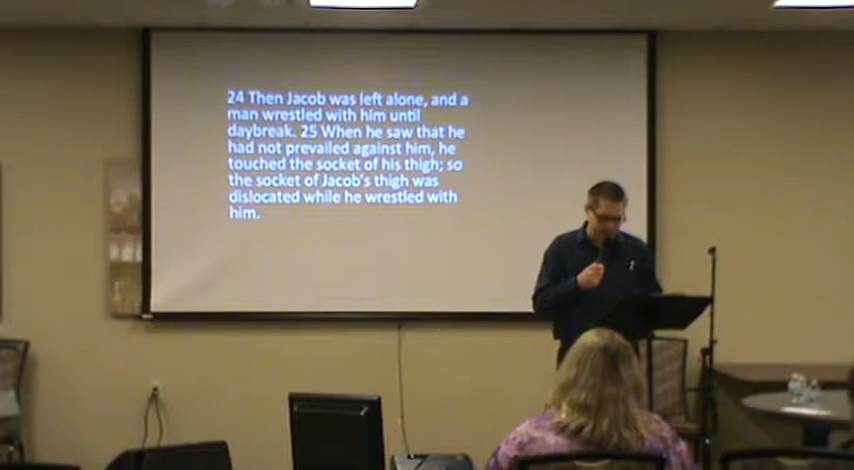 24 Then Jacob was left alone, and a
man wrestled with him until
daybreak. 25 When he saw that he
had not prevailed against him, he
touched the socket of his thigh; so
the socket of Jacob's thigh was
dislocated while he wrestled with
him.